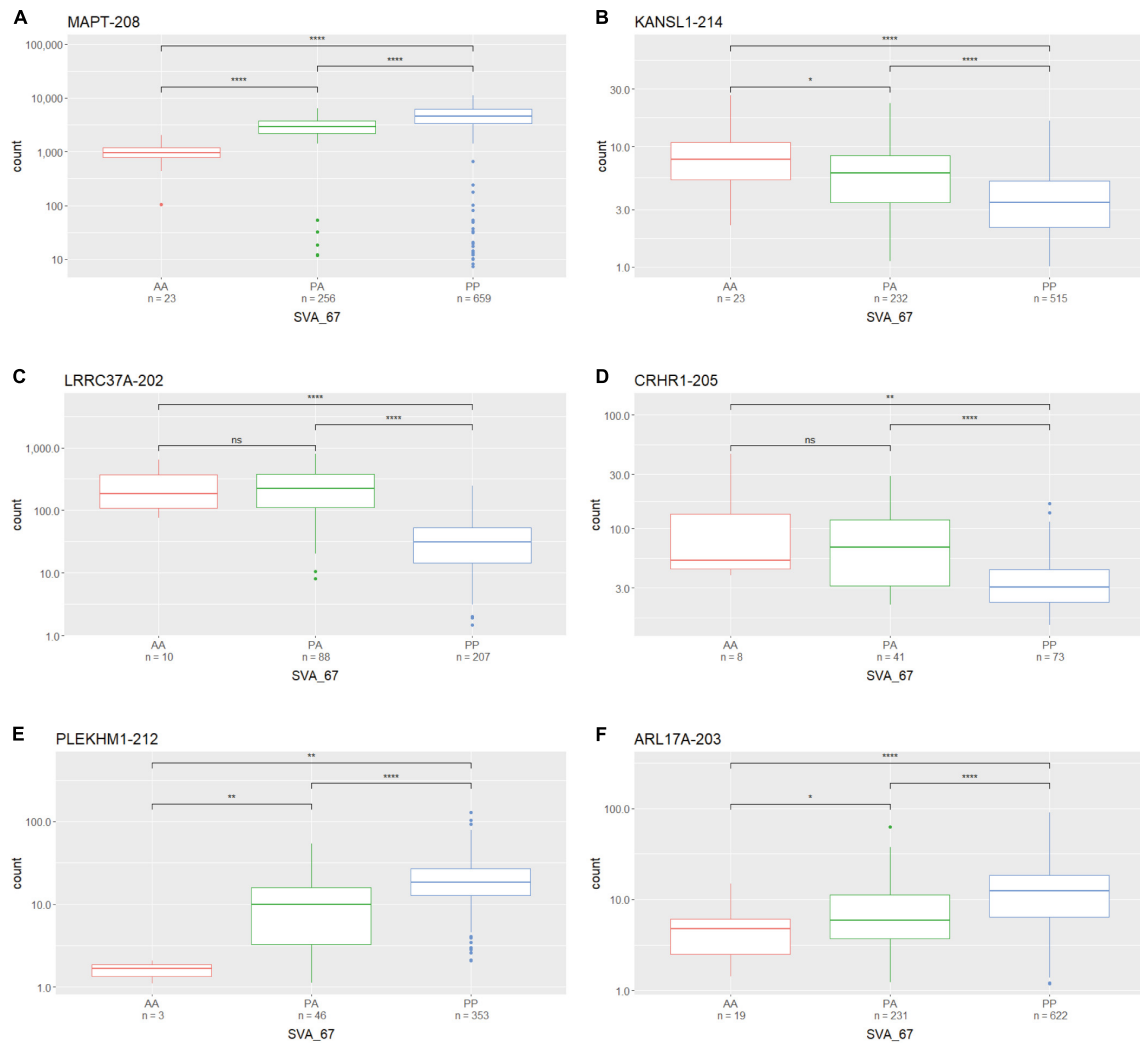 A
MAPT-208
100,000
10,000
1,000
100
10
count
****
****
****
AA
n = 23
PA
n = 256
PP
n = 659
SVA_67
B
KANSL1-214
30.0
10.0
3.0
1.0
count
****
****
*
AA
n = 23
PA
n = 232
PP
n = 515
SVA_67
C
LRRC37A-202
1,000.0
100.0
10.0
1.0
count
****
****
ns
AA
n = 10
PA
n = 88
PP
n = 207
SVA_67
D
CRHR1-205
100.0
30.0
10.0
3.0
count
**
****
ns
AA
n = 8
PA
n = 41
PP
n = 73
SVA_67
E
PLEKHM1-212
100.0
10.0
1.0
count
**
****
**
AA
n = 3
PA
n = 46
PP
n = 353
SVA_67
F
ARL17A-203
100.0
10.0
1.0
count
****
****
*
AA
n = 19
PA
n = 231
PP
n = 622
SVA_67